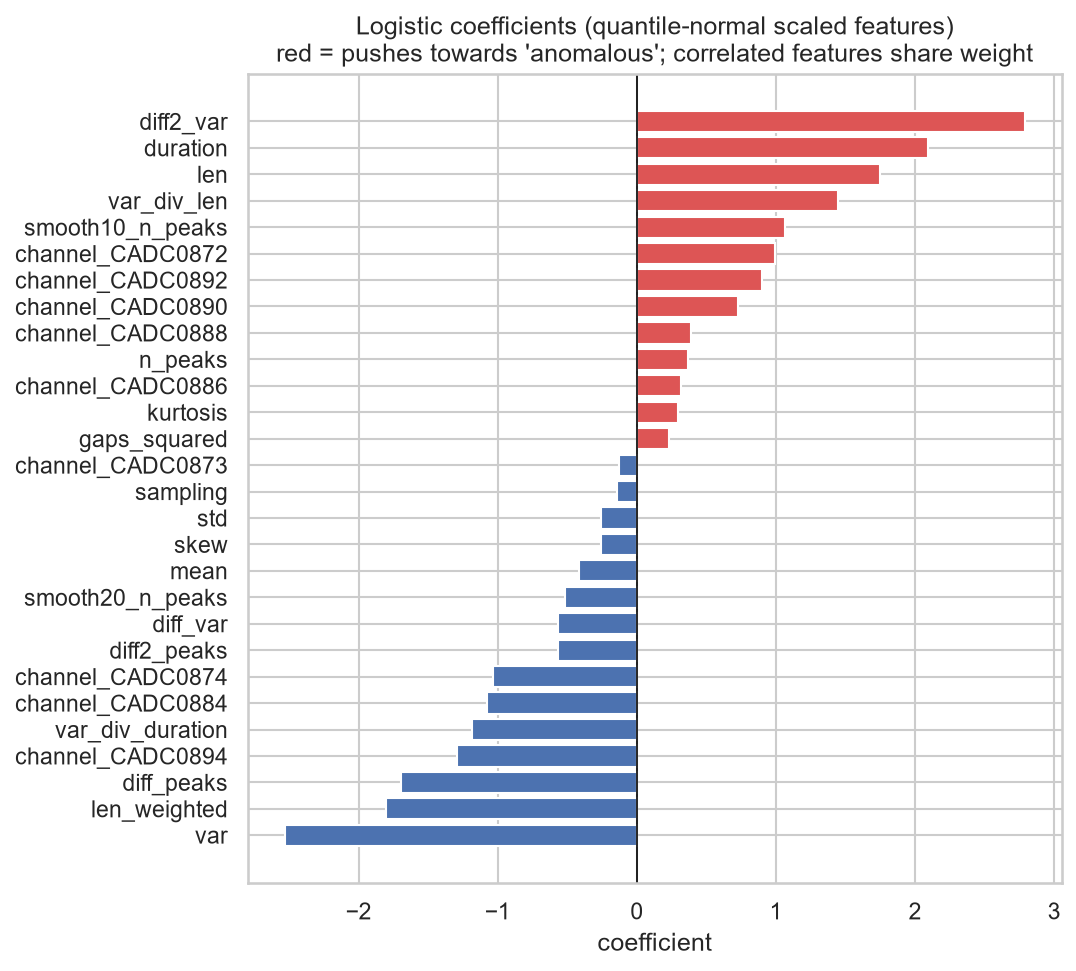 Logistic coefficients (quantile-normal scaled features)
red = pushes towards 'anomalous'; correlated features share weight
diff2_var
duration
len
var_div_len
smooth10_n_peaks
channel_CADC0872
channel_CADC0892
channel_CADC0890
channel_CADC0888
n_peaks
channel_CADC0886
kurtosis
gaps_squared
channel_CADC0873
sampling
std
skew
mean
smooth20_n_peaks
diff_var
diff2_peaks
channel_CADC0874
channel_CADC0884
var_div_duration
channel_CADC0894
diff_peaks
len_weighted
var
−2 −1 0 1 2 3
coefficient